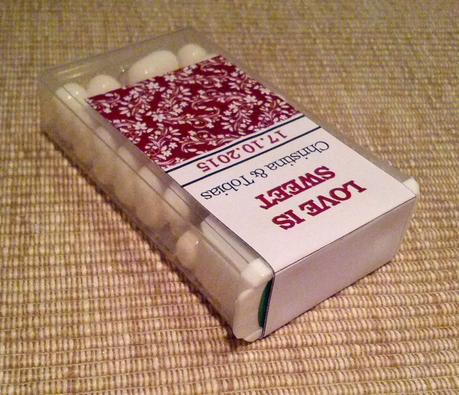 LOVE IS
SWEET
Christina & Tobias
17.10.2015